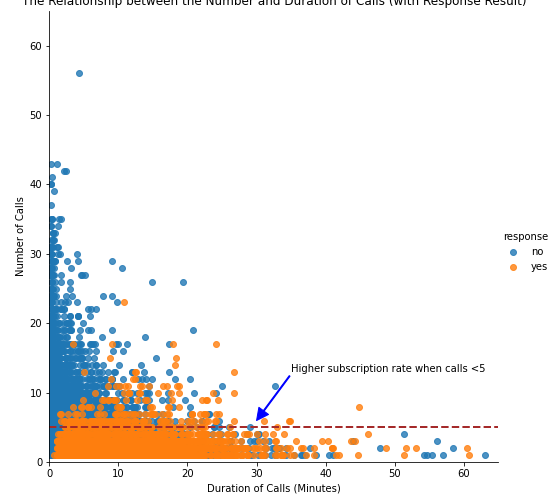 The Relationship between the Number and Duration of Calls (with Response Result)
60
50
40
30
20
10
0
Number of Calls
0 10 20 30 40 50 60
Duration of Calls (Minutes)
Higher subscription rate when calls <5
response
no
yes